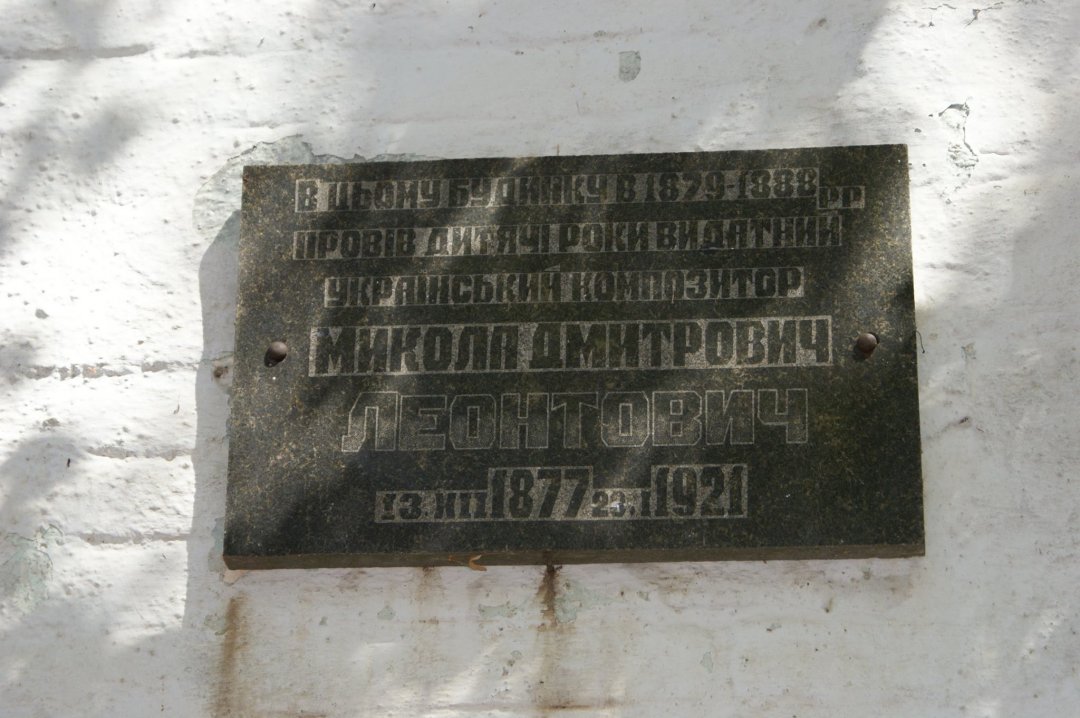 В ЦЬОМУ БУДИНКУ В 1879-1888 РР
ПРОВІВ ДИТЯЧІ РОКИ ВИДАТНИЙ
УКРАЇНСЬКИЙ КОМПОЗИТОР
МИКОЛА ДМИТРОВИЧ
ЛЕОНТОВИЧ
13.XII 1877 23.I 1921